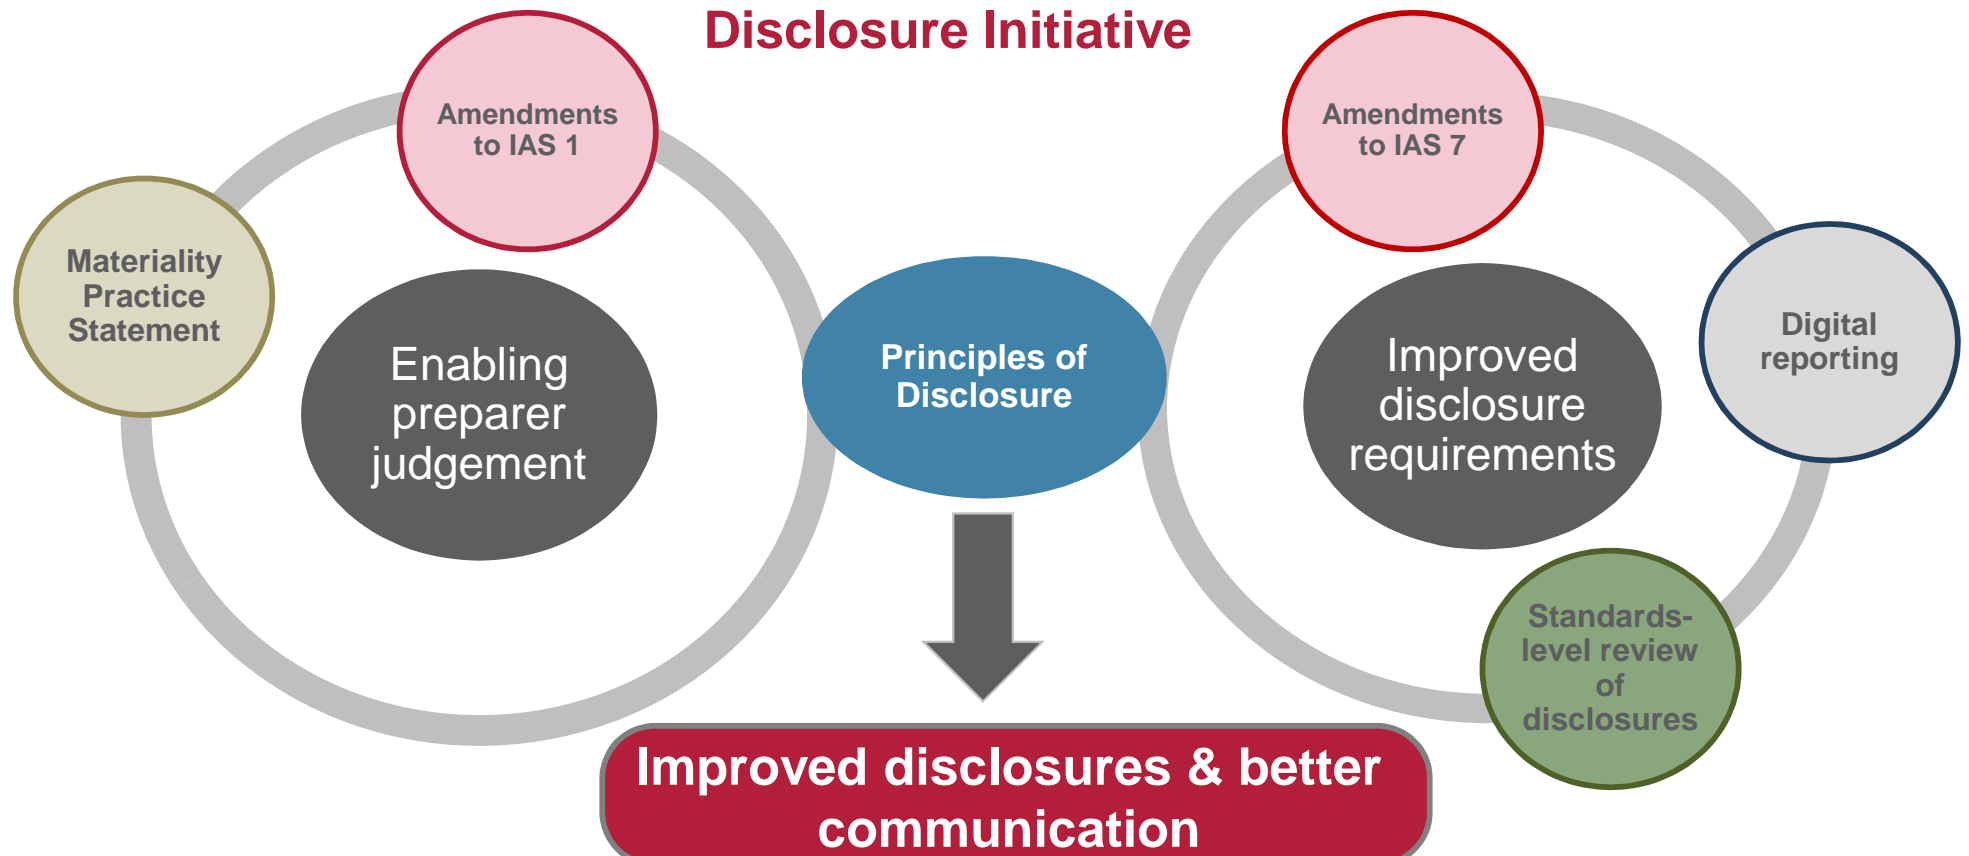 Disclosure Initiative
Amendments
to IAS 1
Materiality
Practice
Statement
Enabling
preparer
judgement
Principles of
Disclosure
Amendments
to IAS 7
Improved
disclosure
requirements
Digital
reporting
Standards-
level review
of
disclosures
Improved disclosures & better
communication